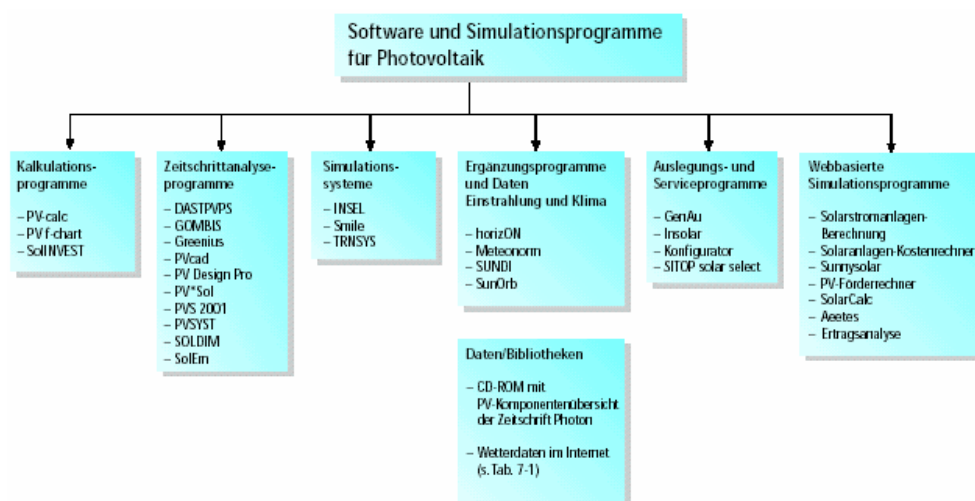 Software und Simulationsprogramme
für Photovoltaik
Kalkulations-
programme
– PV-calc
– PV f-chart
– SolINVEST
Zeitschrittanalyse-
programme
– DASTPVPS
– GOMBIS
– Greenius
– PVcad
– PV Design Pro
– PV*Sol
– PVS 2001
– PVSYST
– SOLDIM
– SolEm
Simulations-
systeme
– INSEL
– Smile
– TRNSYS
Ergänzungsprogramme
und Daten
Einstrahlung und Klima
– horizON
– Meteonorm
– SUNDI
– SunOrb
Daten/Bibliotheken
– CD-ROM mit
PV-Komponentenübersicht
der Zeitschrift Photon
– Wetterdaten im Internet
(s. Tab. 7-1)
Auslegungs- und
Serviceprogramme
– GenAu
– Insolar
– Konfigurator
– SITOP solar select
Webbasierte
Simulationsprogramme
– Solarstromanlagen-
Berechnung
– Solaranlagen-Kostenrechner
– Sunnysolar
– PV-Förderrechner
– SolarCalc
– Aeetes
– Ertragsanalyse